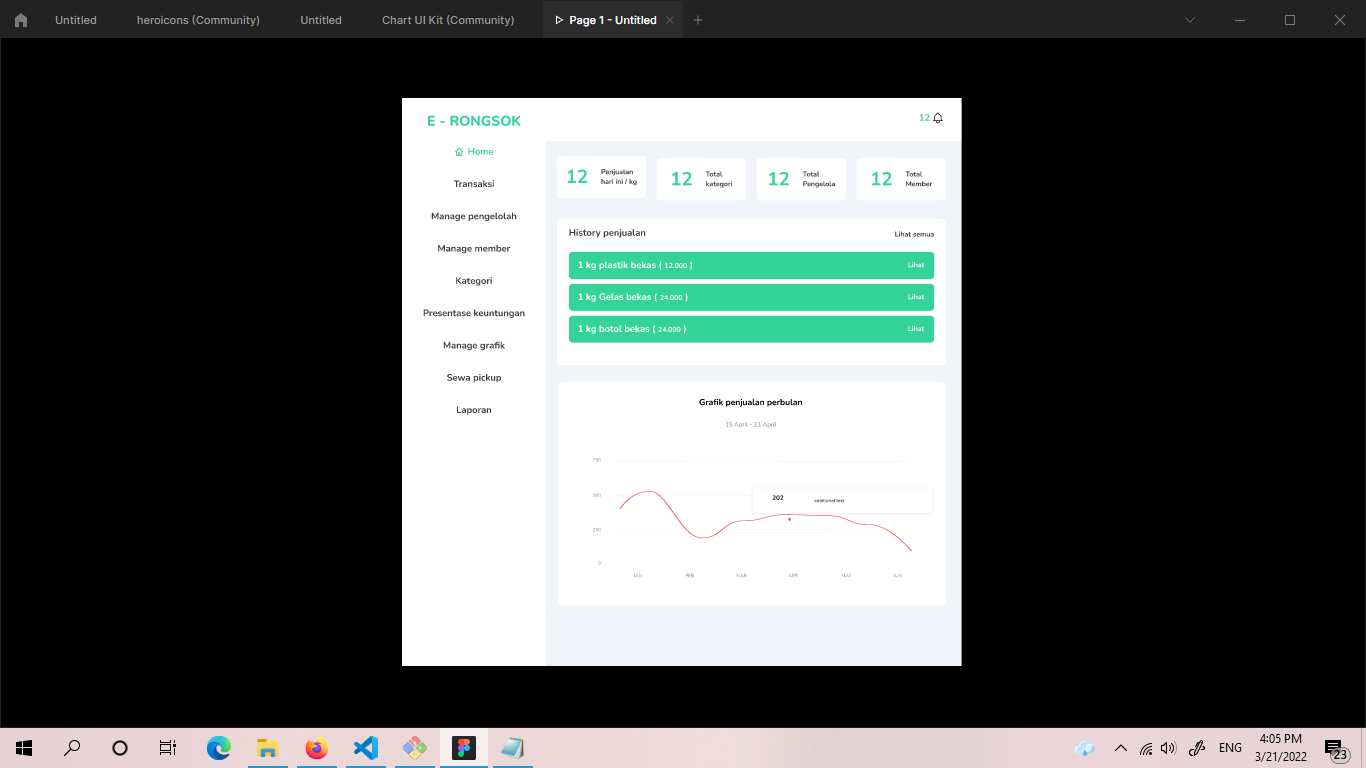 Untitled
heroicons (Community)
Untitled
Chart UI Kit (Community)
Page 1 - Untitled
E - RONGSOK
12
Home
Transaksi
Manage pengelolah
Manage member
Kategori
Presentase keuntungan
Manage grafik
Sewa pickup
Laporan
12
Penjualan
hari ini / kg
12
Total
kategori
12
Total
Pengelola
12
Total
Member
History penjualan
Lihat semua
1 kg plastik bekas ( 12.000 )
Lihat
1 kg Gelas bekas ( 24.000 )
Lihat
1 kg botol bekas ( 24.000 )
Lihat
Grafik penjualan perbulan
15 April - 21 April
750
500
250
0
202
additional text
JAN
FEB
MAR
APR
MAY
JUN
ENG
4:05 PM
3/21/2022
23